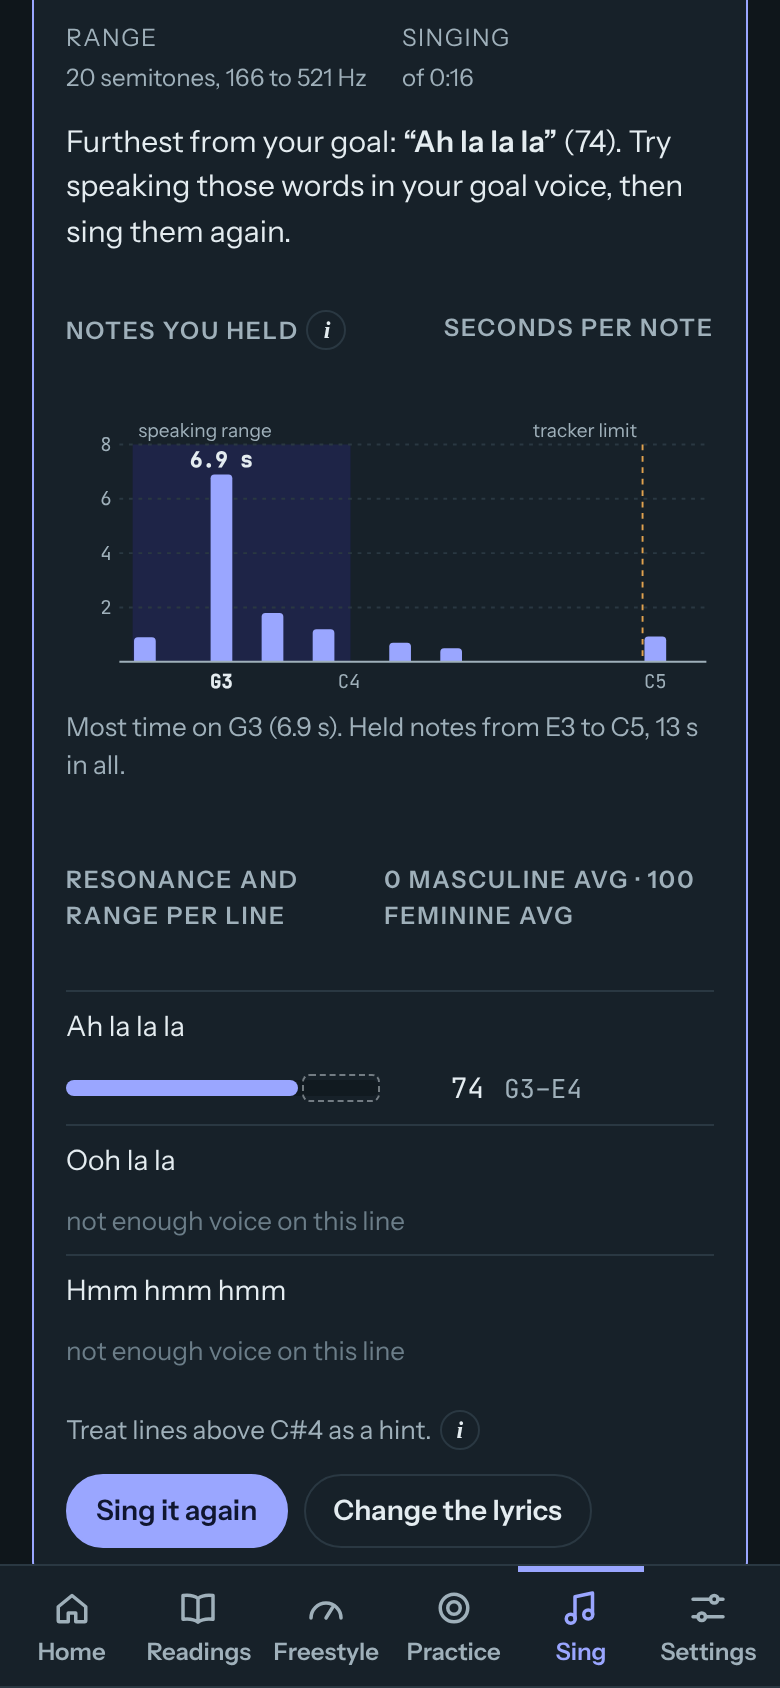 RANGE
SINGING
20 semitones, 166 to 521 Hz
of 0:16
Furthest from your goal: “Ah la la la” (74). Try
speaking those words in your goal voice, then
sing them again.
NOTES YOU HELD i
SECONDS PER NOTE
speaking range
tracker limit
8
6.9 s
6
4
2
G3
C4
C5
Most time on G3 (6.9 s). Held notes from E3 to C5, 13 s
in all.
RESONANCE AND
RANGE PER LINE
0 MASCULINE AVG · 100
FEMININE AVG
Ah la la la
74 G3–E4
Ooh la la
not enough voice on this line
Hmm hmm hmm
not enough voice on this line
Treat lines above C#4 as a hint. i
Sing it again
Change the lyrics
Home
Readings
Freestyle
Practice
Sing
Settings